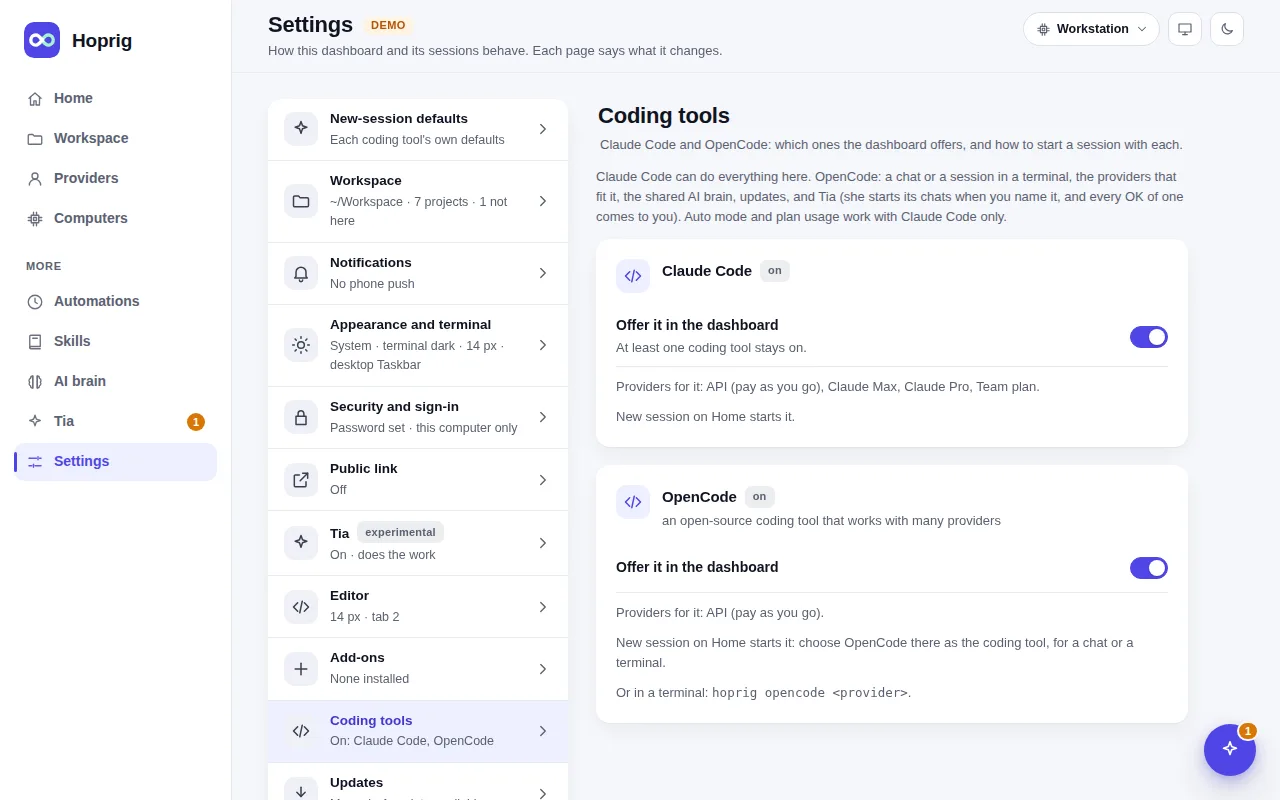 Hoprig
Home
Workspace
Providers
Computers
MORE
Automations
Skills
AI brain
Tia 1
Settings
Settings DEMO
How this dashboard and its sessions behave. Each page says what it changes.
Workstation
New-session defaults
Each coding tool's own defaults
Workspace
~/Workspace · 7 projects · 1 not
here
Notifications
No phone push
Appearance and terminal
System · terminal dark · 14 px ·
desktop Taskbar
Security and sign-in
Password set · this computer only
Public link
Off
Tia experimental
On · does the work
Editor
14 px · tab 2
Add-ons
None installed
Coding tools
On: Claude Code, OpenCode
Updates
Coding tools
Claude Code and OpenCode: which ones the dashboard offers, and how to start a session with each.
Claude Code can do everything here. OpenCode: a chat or a session in a terminal, the providers that
fit it, the shared AI brain, updates, and Tia (she starts its chats when you name it, and every OK of one
comes to you). Auto mode and plan usage work with Claude Code only.
Claude Code on
Offer it in the dashboard
At least one coding tool stays on.
Providers for it: API (pay as you go), Claude Max, Claude Pro, Team plan.
New session on Home starts it.
OpenCode on
an open-source coding tool that works with many providers
Offer it in the dashboard
Providers for it: API (pay as you go).
New session on Home starts it: choose OpenCode there as the coding tool, for a chat or a
terminal.
Or in a terminal: hoprig opencode <provider>.
1